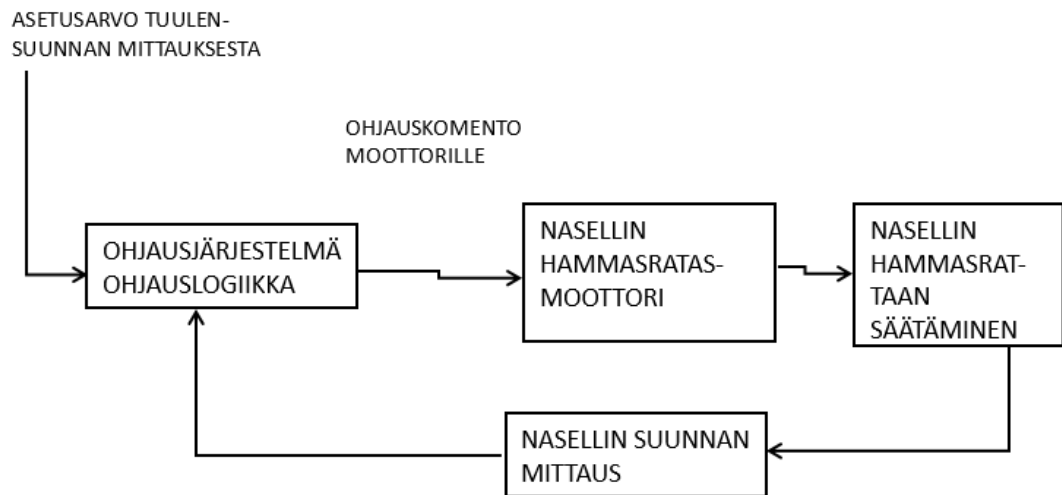 ASETUSARVO TUULEN-
SUUNNAN MITTAUKSESTA
OHJAUSKOMENTO
MOOTTORILLE
OHJAUSJÄRJESTELMÄ
OHJAUSLOGIIKKA
NASELLIN
HAMMASRATAS-
MOOTTORI
NASELLIN
HAMMASRAT-
TAAN
SÄÄTÄMINEN
NASELLIN SUUNNAN
MITTAUS